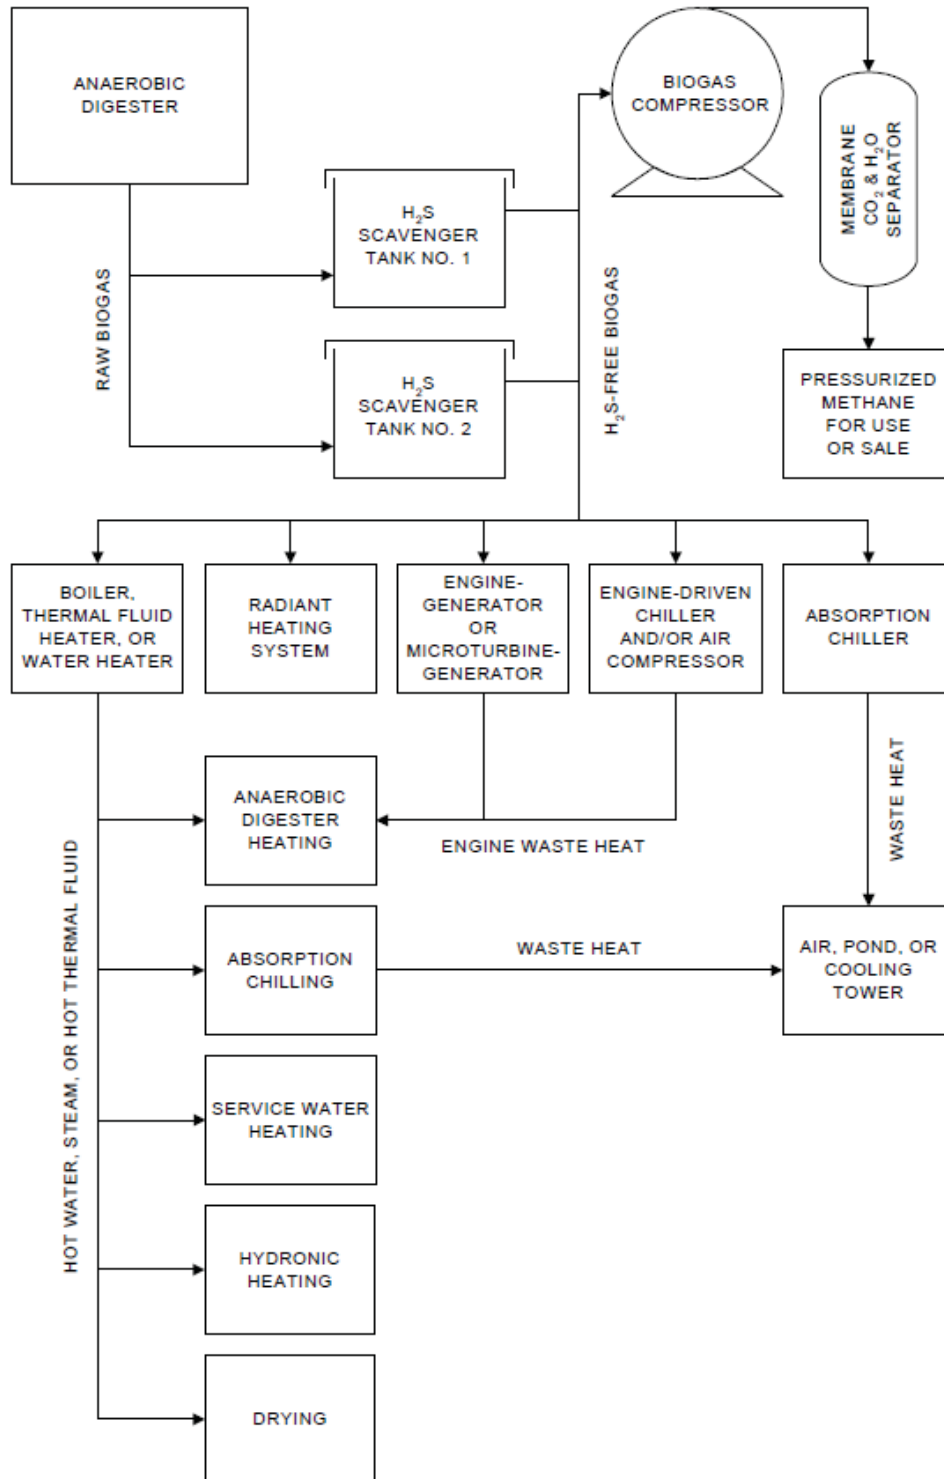 ANAEROBIC
DIGESTER
BIOGAS
COMPRESSOR
MEMBRANE
CO₂ & H₂O
SEPARATOR
H₂S
SCAVENGER
TANK NO. 1
RAW BIOGAS
H₂S-FREE BIOGAS
H₂S
SCAVENGER
TANK NO. 2
PRESSURIZED
METHANE
FOR USE
OR SALE
BOILER,
THERMAL FLUID
HEATER, OR
WATER HEATER
RADIANT
HEATING
SYSTEM
ENGINE-
GENERATOR
OR
MICROTURBINE-
GENERATOR
ENGINE-DRIVEN
CHILLER
AND/OR AIR
COMPRESSOR
ABSORPTION
CHILLER
HOT WATER, STEAM, OR HOT THERMAL FLUID
ANAEROBIC
DIGESTER
HEATING
ENGINE WASTE HEAT
WASTE HEAT
ABSORPTION
CHILLING
WASTE HEAT
AIR, POND, OR
COOLING
TOWER
SERVICE WATER
HEATING
HYDRONIC
HEATING
DRYING